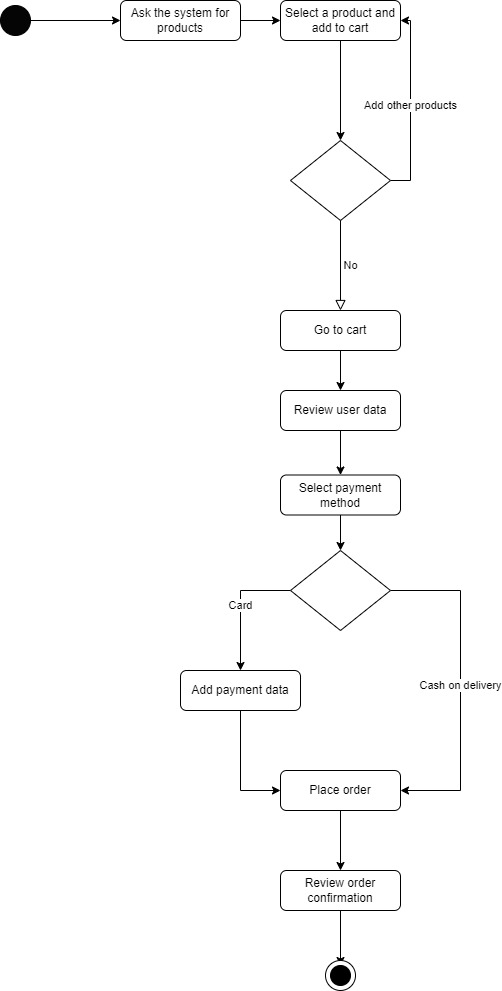 Ask the system for
products
Select a product and
add to cart
Add other products
No
Go to cart
Review user data
Select payment
method
Card
Add payment data
Cash on delivery
Place order
Review order
confirmation